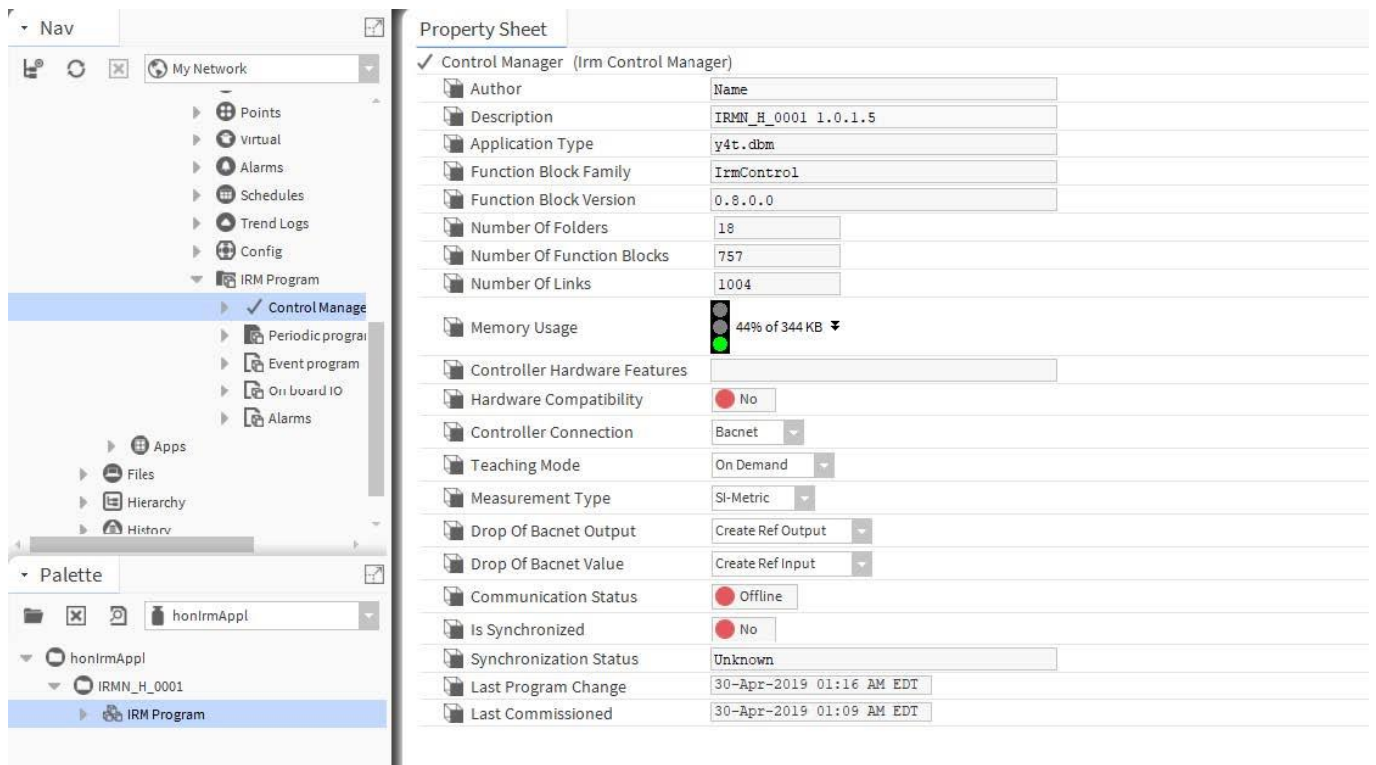 Nav
My Network
Points
Virtual
Alarms
Schedules
Trend Logs
Config
IRM Program
Control Manage
Periodic program
Event program
On board IO
Alarms
Apps
Files
Hierarchy
History
Palette
honIrmAppl
honIrmAppl
IRMN_H_0001
IRM Program
Property Sheet
Control Manager (Irm Control Manager)
Author Name
Description IRMN_H_0001 1.0.1.5
Application Type y4t.dbm
Function Block Family IrmControl
Function Block Version 0.8.0.0
Number Of Folders 18
Number Of Function Blocks 757
Number Of Links 1004
Memory Usage 44% of 344 KB
Controller Hardware Features
Hardware Compatibility No
Controller Connection Bacnet
Teaching Mode On Demand
Measurement Type SI-Metric
Drop Of Bacnet Output Create Ref Output
Drop Of Bacnet Value Create Ref Input
Communication Status Offline
Is Synchronized No
Synchronization Status Unknown
Last Program Change 30-Apr-2019 01:16 AM EDT
Last Commissioned 30-Apr-2019 01:09 AM EDT